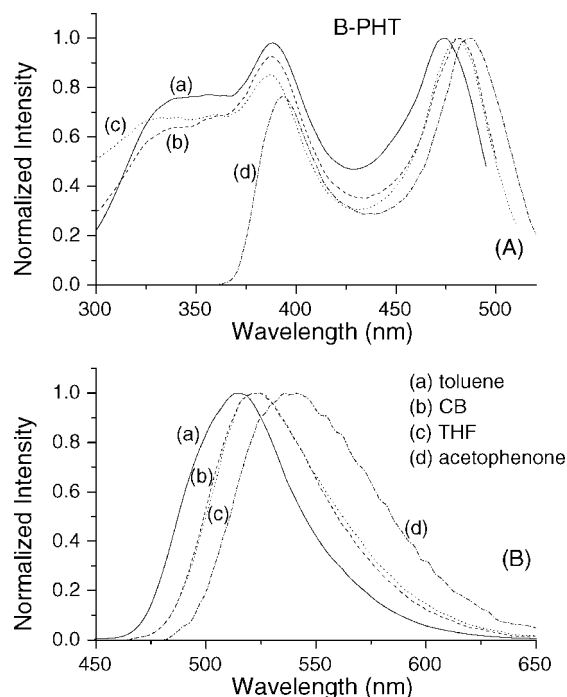 B-PHT
1.0
0.8
0.6
0.4
0.2
0.0
Normalized Intensity
(a)
(c)
(b)
(d)
(A)
300 350 400 450 500
Wavelength (nm)
1.0
0.8
0.6
0.4
0.2
0.0
Normalized Intensity
(a) toluene
(b) CB
(c) THF
(d) acetophenone
(a)
(b)
(c)
(d)
(B)
450 500 550 600 650
Wavelength (nm)